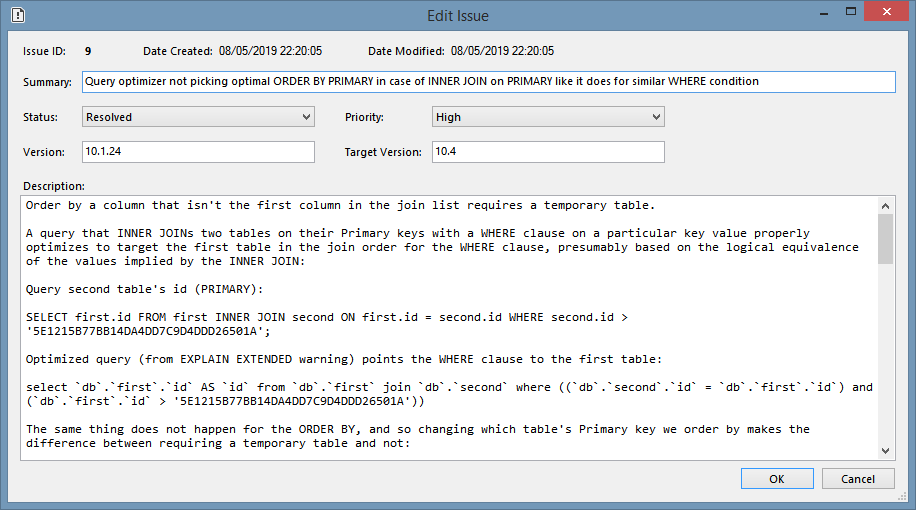 Edit Issue
Issue ID: 9 Date Created: 08/05/2019 22:20:05 Date Modified: 08/05/2019 22:20:05
Summary: Query optimizer not picking optimal ORDER BY PRIMARY in case of INNER JOIN on PRIMARY like it does for similar WHERE condition
Status: Resolved Priority: High
Version: 10.1.24 Target Version: 10.4
Description:
Order by a column that isn't the first column in the join list requires a temporary table.
A query that INNER JOINs two tables on their Primary keys with a WHERE clause on a particular key value properly
optimizes to target the first table in the join order for the WHERE clause, presumably based on the logical equivalence
of the values implied by the INNER JOIN:
Query second table's id (PRIMARY):
SELECT first.id FROM first INNER JOIN second ON first.id = second.id WHERE second.id >
'5E1215B77BB14DA4DD7C9D4DDD26501A';
Optimized query (from EXPLAIN EXTENDED warning) points the WHERE clause to the first table:
select `db`.`first`.`id` AS `id` from `db`.`first` join `db`.`second` where ((`db`.`second`.`id` = `db`.`first`.`id`) and
(`db`.`first`.`id` > '5E1215B77BB14DA4DD7C9D4DDD26501A'))
The same thing does not happen for the ORDER BY, and so changing which table's Primary key we order by makes the
difference between requiring a temporary table and not:
OK Cancel